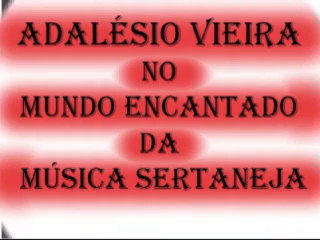 ADALÉSIO VIEIRA
NO
MUNDO ENCANTADO
DA
MÚSICA SERTANEJA